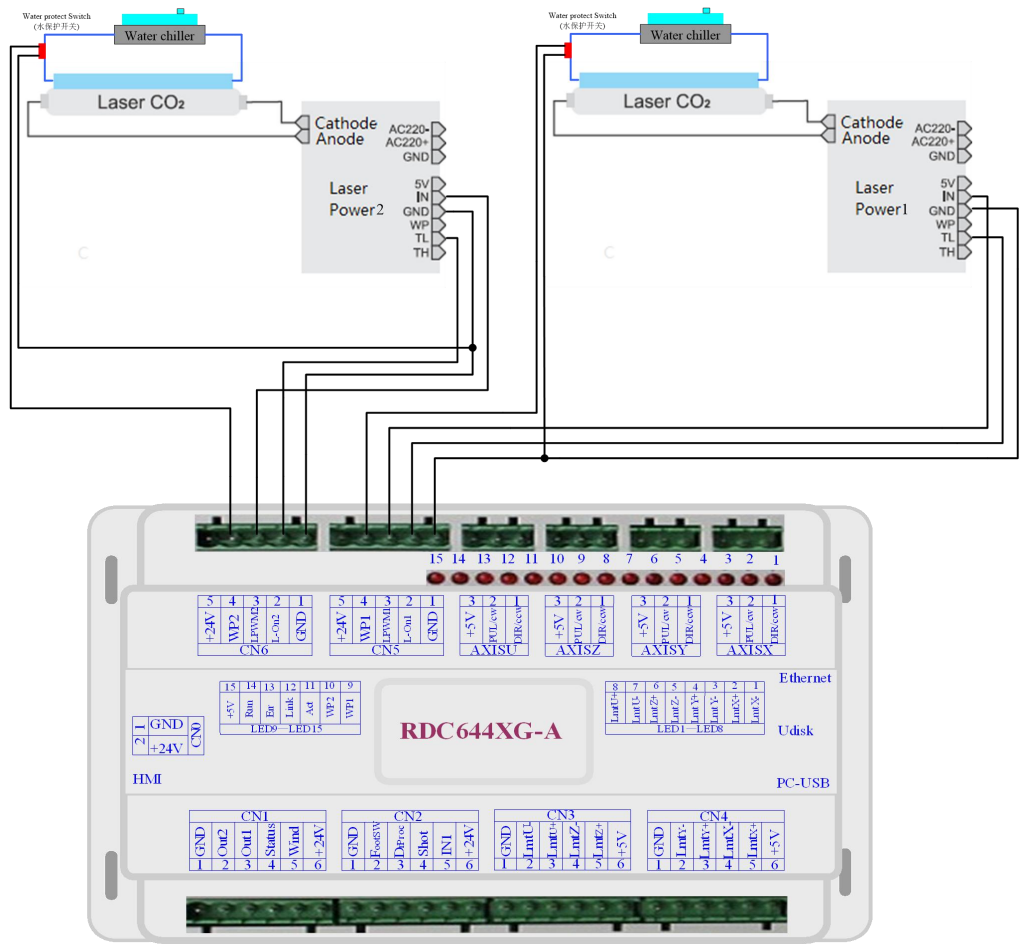 Water protect Switch
(水保护开关)
Water chiller
Laser CO2
Cathode
Anode
AC220-
AC220+
GND
5V
IN
GND
WP
TL
TH
Laser
Power2
C
Water protect Switch
(水保护开关)
Water chiller
Laser CO2
Cathode
Anode
AC220-
AC220+
GND
5V
IN
GND
WP
TL
TH
Laser
Power1
C
15 14 13 12 11 10 9 8 7 6 5 4 3 2 1
5 4 3 2 1
+24V WP2 LPWM2 L-On2 GND
CN6
5 4 3 2 1
+24V WP1 LPWM1 L-On1 GND
CN5
3 2 1
+5V PUL/cw DIR/ccw
AXISU
3 2 1
+5V PUL/cw DIR/ccw
AXISZ
3 2 1
+5V PUL/cw DIR/ccw
AXISY
3 2 1
+5V PUL/cw DIR/ccw
AXISX
Ethernet
15 14 13 12 11 10 9
+5V Run Err Link Act WP2 WP1
LED9—LED15
8 7 6 5 4 3 2 1
LmtU+ LmtU- LmtZ+ LmtZ- LmtY+ LmtY- LmtX+ LmtX-
LED1—LED8
1 GND
2 +24V
CN0
RDC644XG-A
Udisk
HMI
PC-USB
CN1
GND Out2 Out1 Status Wind +24V
1 2 3 4 5 6
CN2
GND FootSW DrProc Shot IN1 +24V
1 2 3 4 5 6
CN3
GND LmtU- LmtU+ LmtZ- LmtZ+ +5V
1 2 3 4 5 6
CN4
GND LmtY- LmtY+ LmtX- LmtX+ +5V
1 2 3 4 5 6